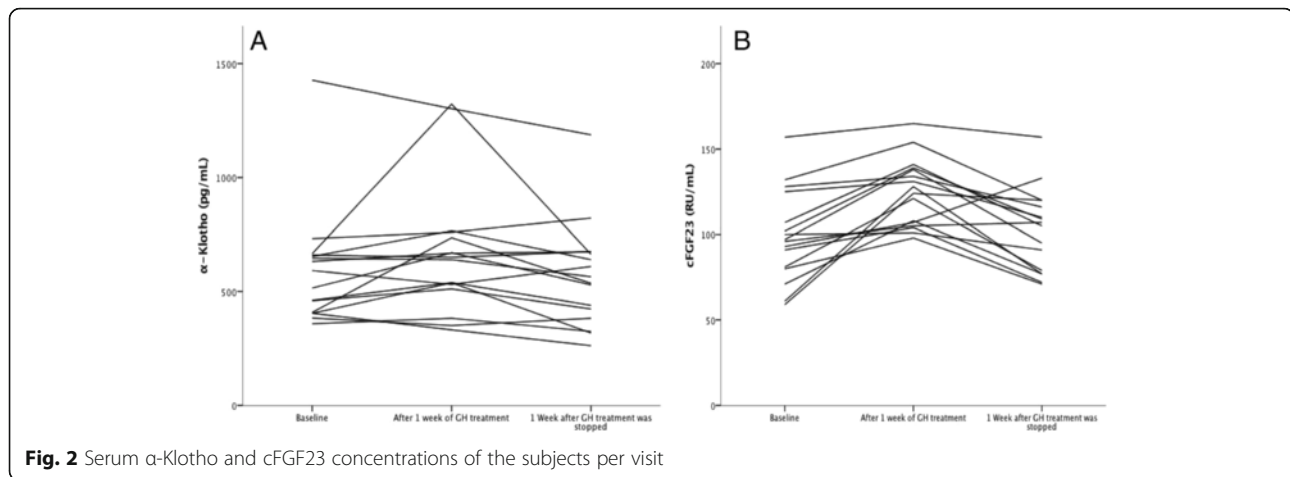 A
1500
1000
500
0
α-Klotho (pg/mL)
Baseline
After 1 week of GH treatment
1 Week after GH treatment was
stopped
B
200
150
100
50
0
cFGF23 (RU/mL)
Baseline
After 1 week of GH treatment
1 Week after GH treatment was
stopped
Fig. 2 Serum α-Klotho and cFGF23 concentrations of the subjects per visit